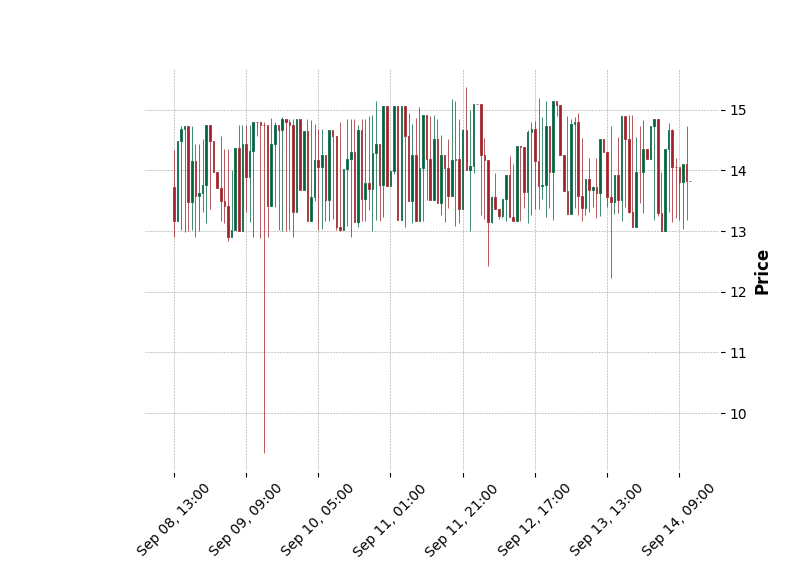 15
14
13
12
11
10
Price
Sep 08, 13:00
Sep 09, 09:00
Sep 10, 05:00
Sep 11, 01:00
Sep 11, 21:00
Sep 12, 17:00
Sep 13, 13:00
Sep 14, 09:00